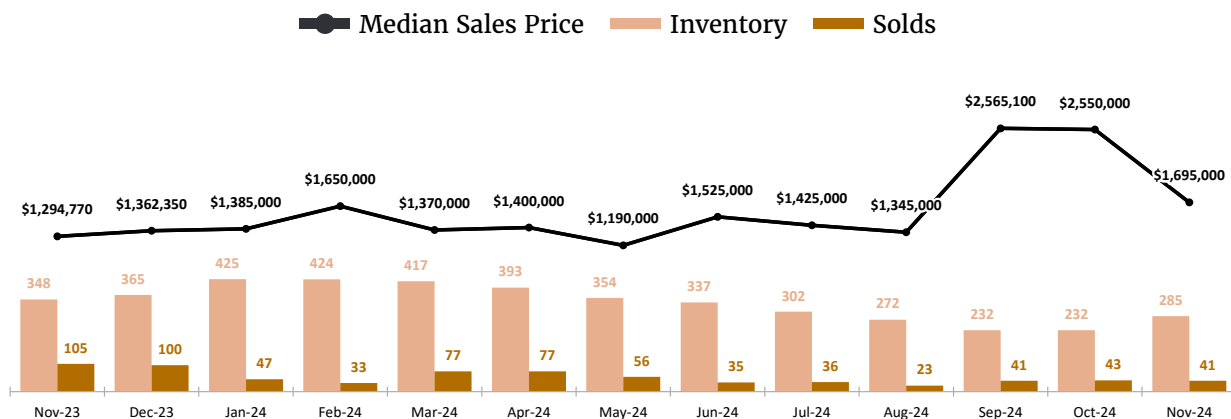 Median Sales Price Inventory Solds
$2,565,100 $2,550,000
$1,650,000 $1,695,000
$1,294,770 $1,362,350 $1,385,000 $1,370,000 $1,400,000 $1,190,000 $1,525,000 $1,425,000 $1,345,000
348 365 425 424 417 393 354 337 302 272 232 232 285
105 100 47 33 77 77 56 35 36 23 41 43 41
Nov-23 Dec-23 Jan-24 Feb-24 Mar-24 Apr-24 May-24 Jun-24 Jul-24 Aug-24 Sep-24 Oct-24 Nov-24